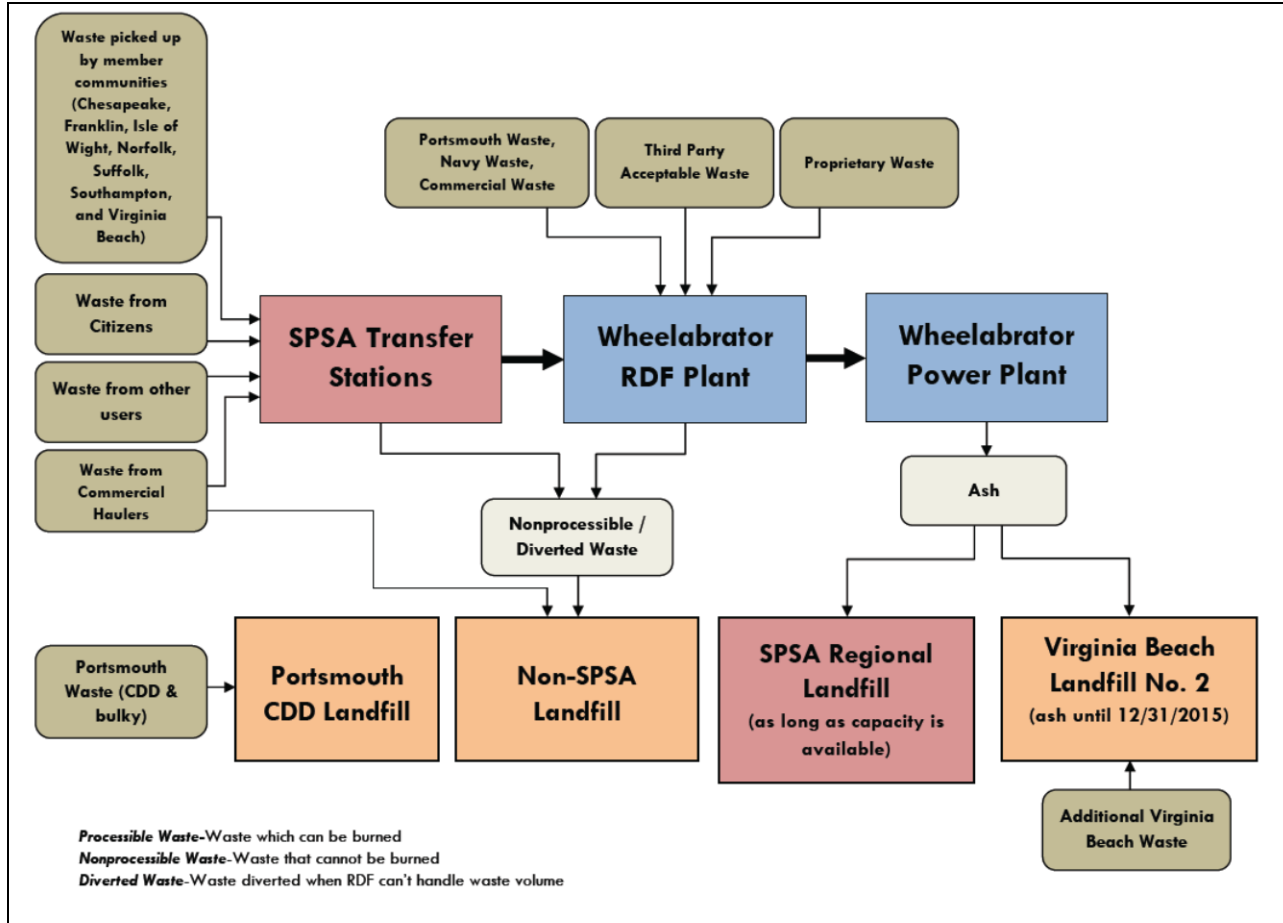 Waste picked up
by member
communities
(Chesapeake,
Franklin, Isle of
Wight, Norfolk,
Suffolk,
Southampton,
and Virginia
Beach)
Portsmouth Waste,
Navy Waste,
Commercial Waste
Third Party
Acceptable Waste
Proprietary Waste
Waste from
Citizens
Waste from other
users
Waste from
Commercial
Haulers
SPSA Transfer
Stations
Wheelabrator
RDF Plant
Wheelabrator
Power Plant
Nonprocessible /
Diverted Waste
Ash
Portsmouth
Waste (CDD &
bulky)
Portsmouth
CDD Landfill
Non-SPSA
Landfill
SPSA Regional
Landfill
(as long as capacity is
available)
Virginia Beach
Landfill No. 2
(ash until 12/31/2015)
Additional Virginia
Beach Waste
Processible Waste-Waste which can be burned
Nonprocessible Waste-Waste that cannot be burned
Diverted Waste-Waste diverted when RDF can't handle waste volume